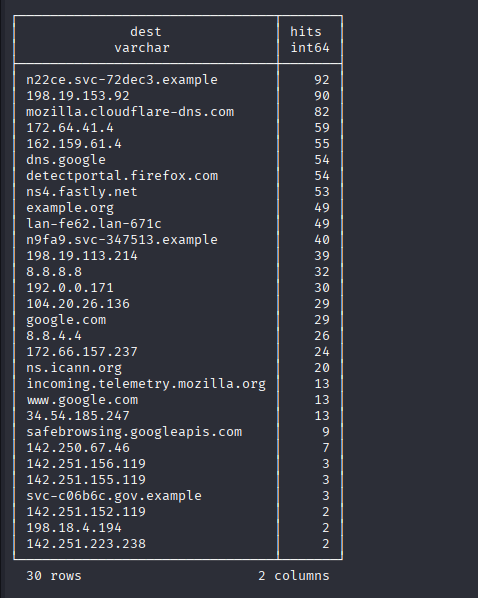 dest hits
varchar int64
n22ce.svc-72dec3.example 92
198.19.153.92 90
mozilla.cloudflare-dns.com 82
172.64.41.4 59
162.159.61.4 55
dns.google 54
detectportal.firefox.com 54
ns4.fastly.net 53
example.org 49
lan-fe62.lan-671c 49
n9fa9.svc-347513.example 40
198.19.113.214 39
8.8.8.8 32
192.0.0.171 30
104.20.26.136 29
google.com 29
8.8.4.4 26
172.66.157.237 24
ns.icann.org 20
incoming.telemetry.mozilla.org 13
www.google.com 13
34.54.185.247 13
safebrowsing.googleapis.com 9
142.250.67.46 7
142.251.156.119 3
142.251.155.119 3
svc-c06b6c.gov.example 3
142.251.152.119 2
198.18.4.194 2
142.251.223.238 2
30 rows 2 columns